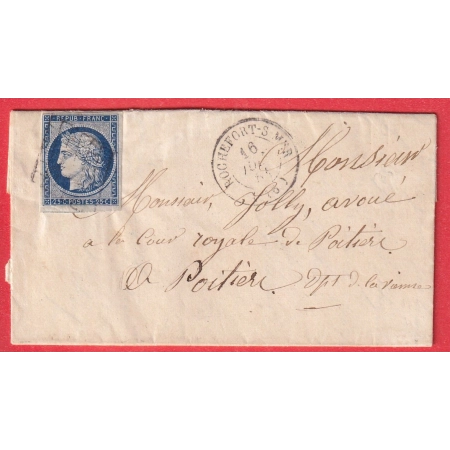 REPUB. FRANC.
25 C. POSTES 25 C.
ROCHEFORT-S-MER
16
Monsieur
Monsieur, Jolly, avoué
a la Cour royale de Poitiers
a Poitiers. dpt de la vienne